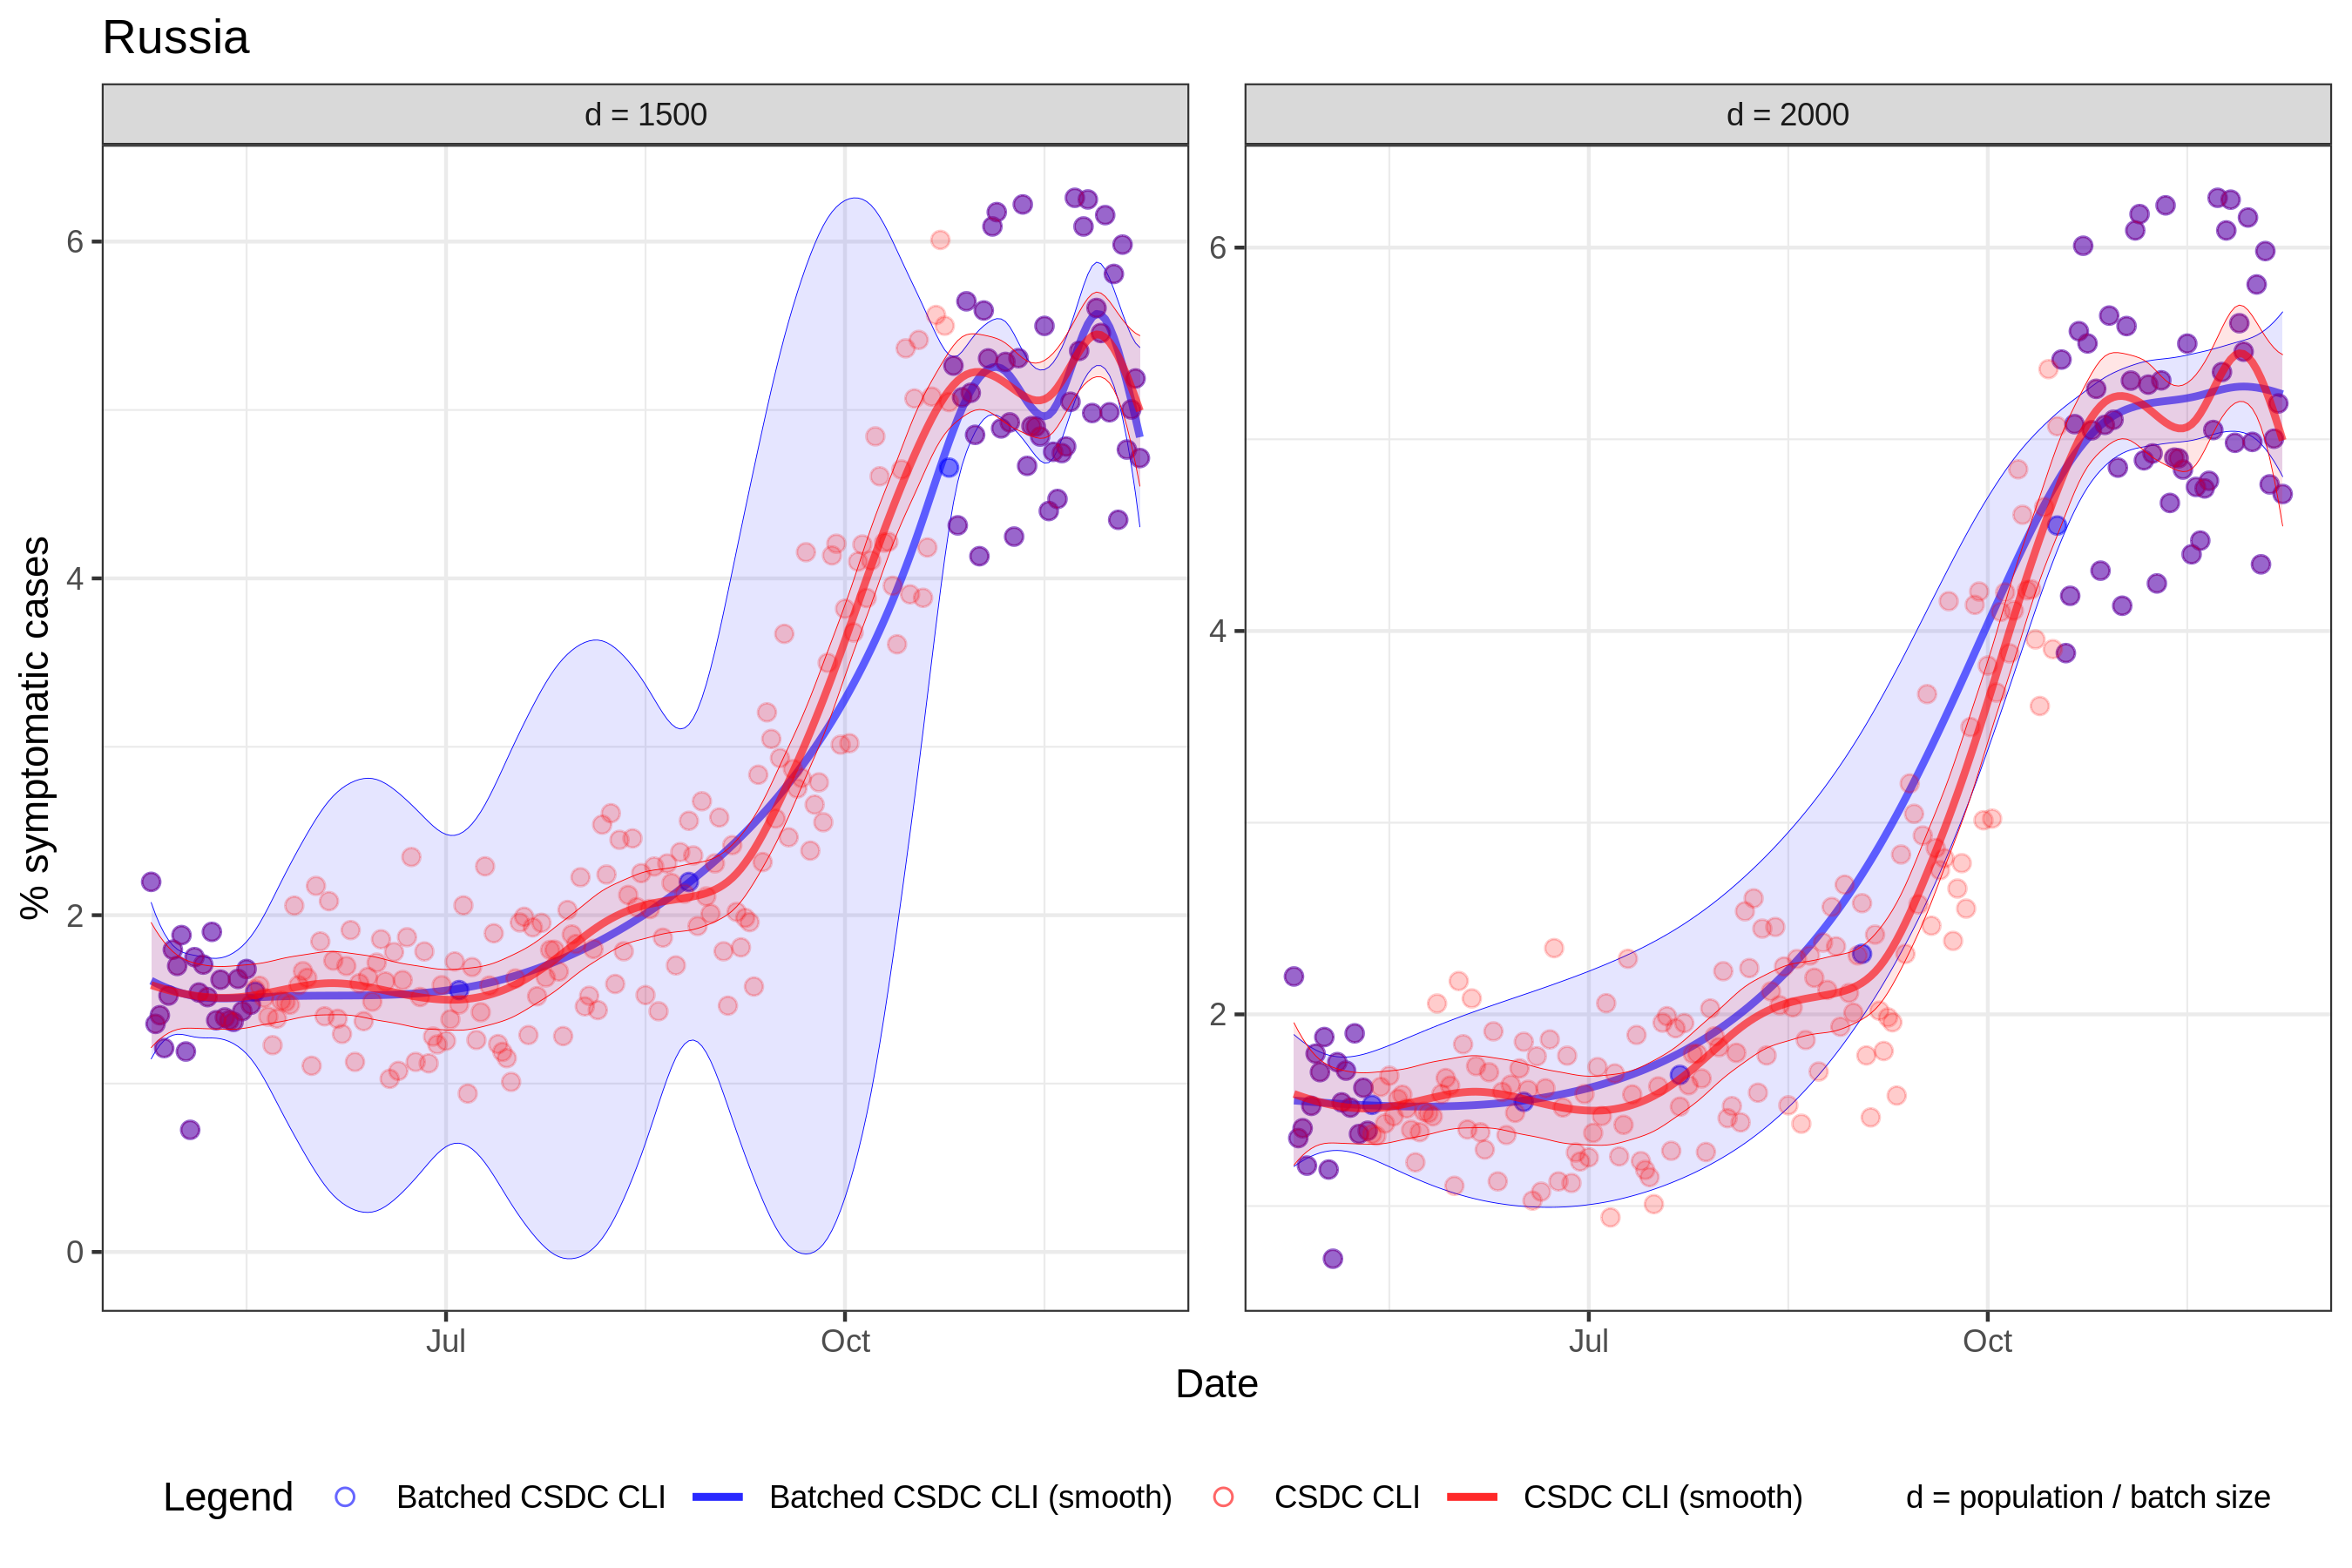 Russia
d = 1500
d = 2000
% symptomatic cases
6
4
2
0
6
4
2
Jul
Oct
Jul
Oct
Date
Legend
Batched CSDC CLI
Batched CSDC CLI (smooth)
CSDC CLI
CSDC CLI (smooth)
d = population / batch size